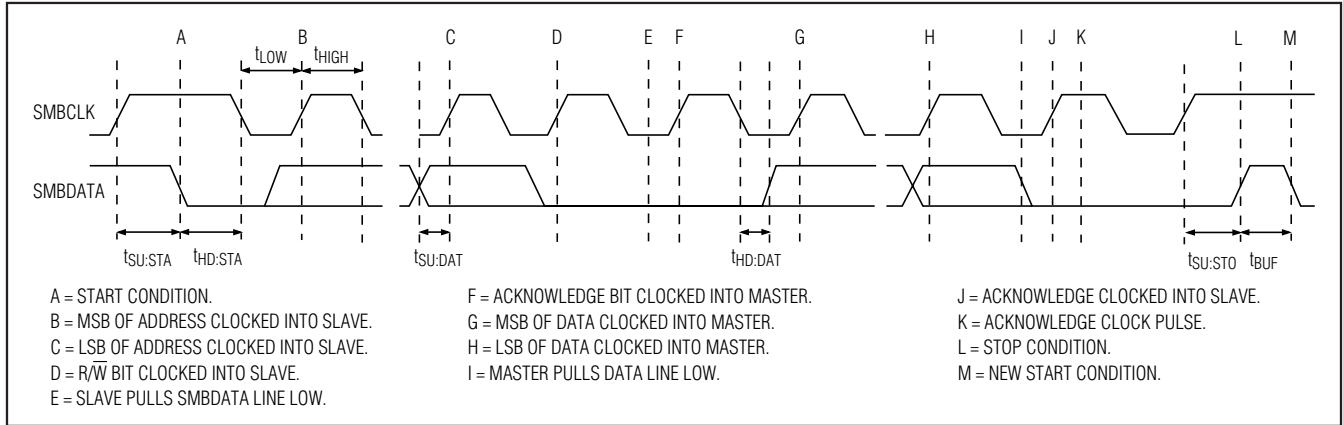 A B C D E F G H I J K L M
tLOW tHIGH
SMBCLK
SMBDATA
tSU:STA tHD:STA tSU:DAT tHD:DAT tSU:STO tBUF
A = START CONDITION.
B = MSB OF ADDRESS CLOCKED INTO SLAVE.
C = LSB OF ADDRESS CLOCKED INTO SLAVE.
D = R/W̅ BIT CLOCKED INTO SLAVE.
E = SLAVE PULLS SMBDATA LINE LOW.
F = ACKNOWLEDGE BIT CLOCKED INTO MASTER.
G = MSB OF DATA CLOCKED INTO MASTER.
H = LSB OF DATA CLOCKED INTO MASTER.
I = MASTER PULLS DATA LINE LOW.
J = ACKNOWLEDGE CLOCKED INTO SLAVE.
K = ACKNOWLEDGE CLOCK PULSE.
L = STOP CONDITION.
M = NEW START CONDITION.